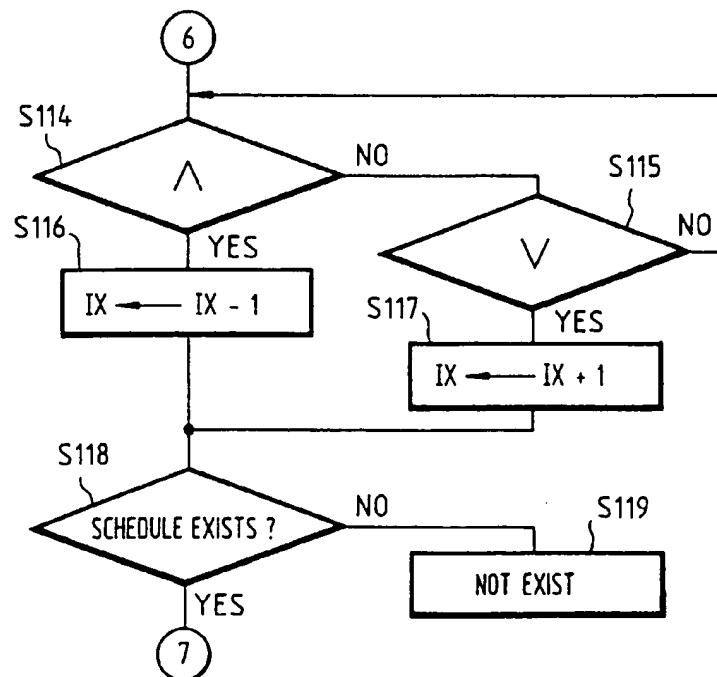 6
S114
∧
NO
S115
∨
NO
S116
YES
IX ← IX - 1
S117
YES
IX ← IX + 1
S118
SCHEDULE EXISTS ?
NO
S119
NOT EXIST
YES
7